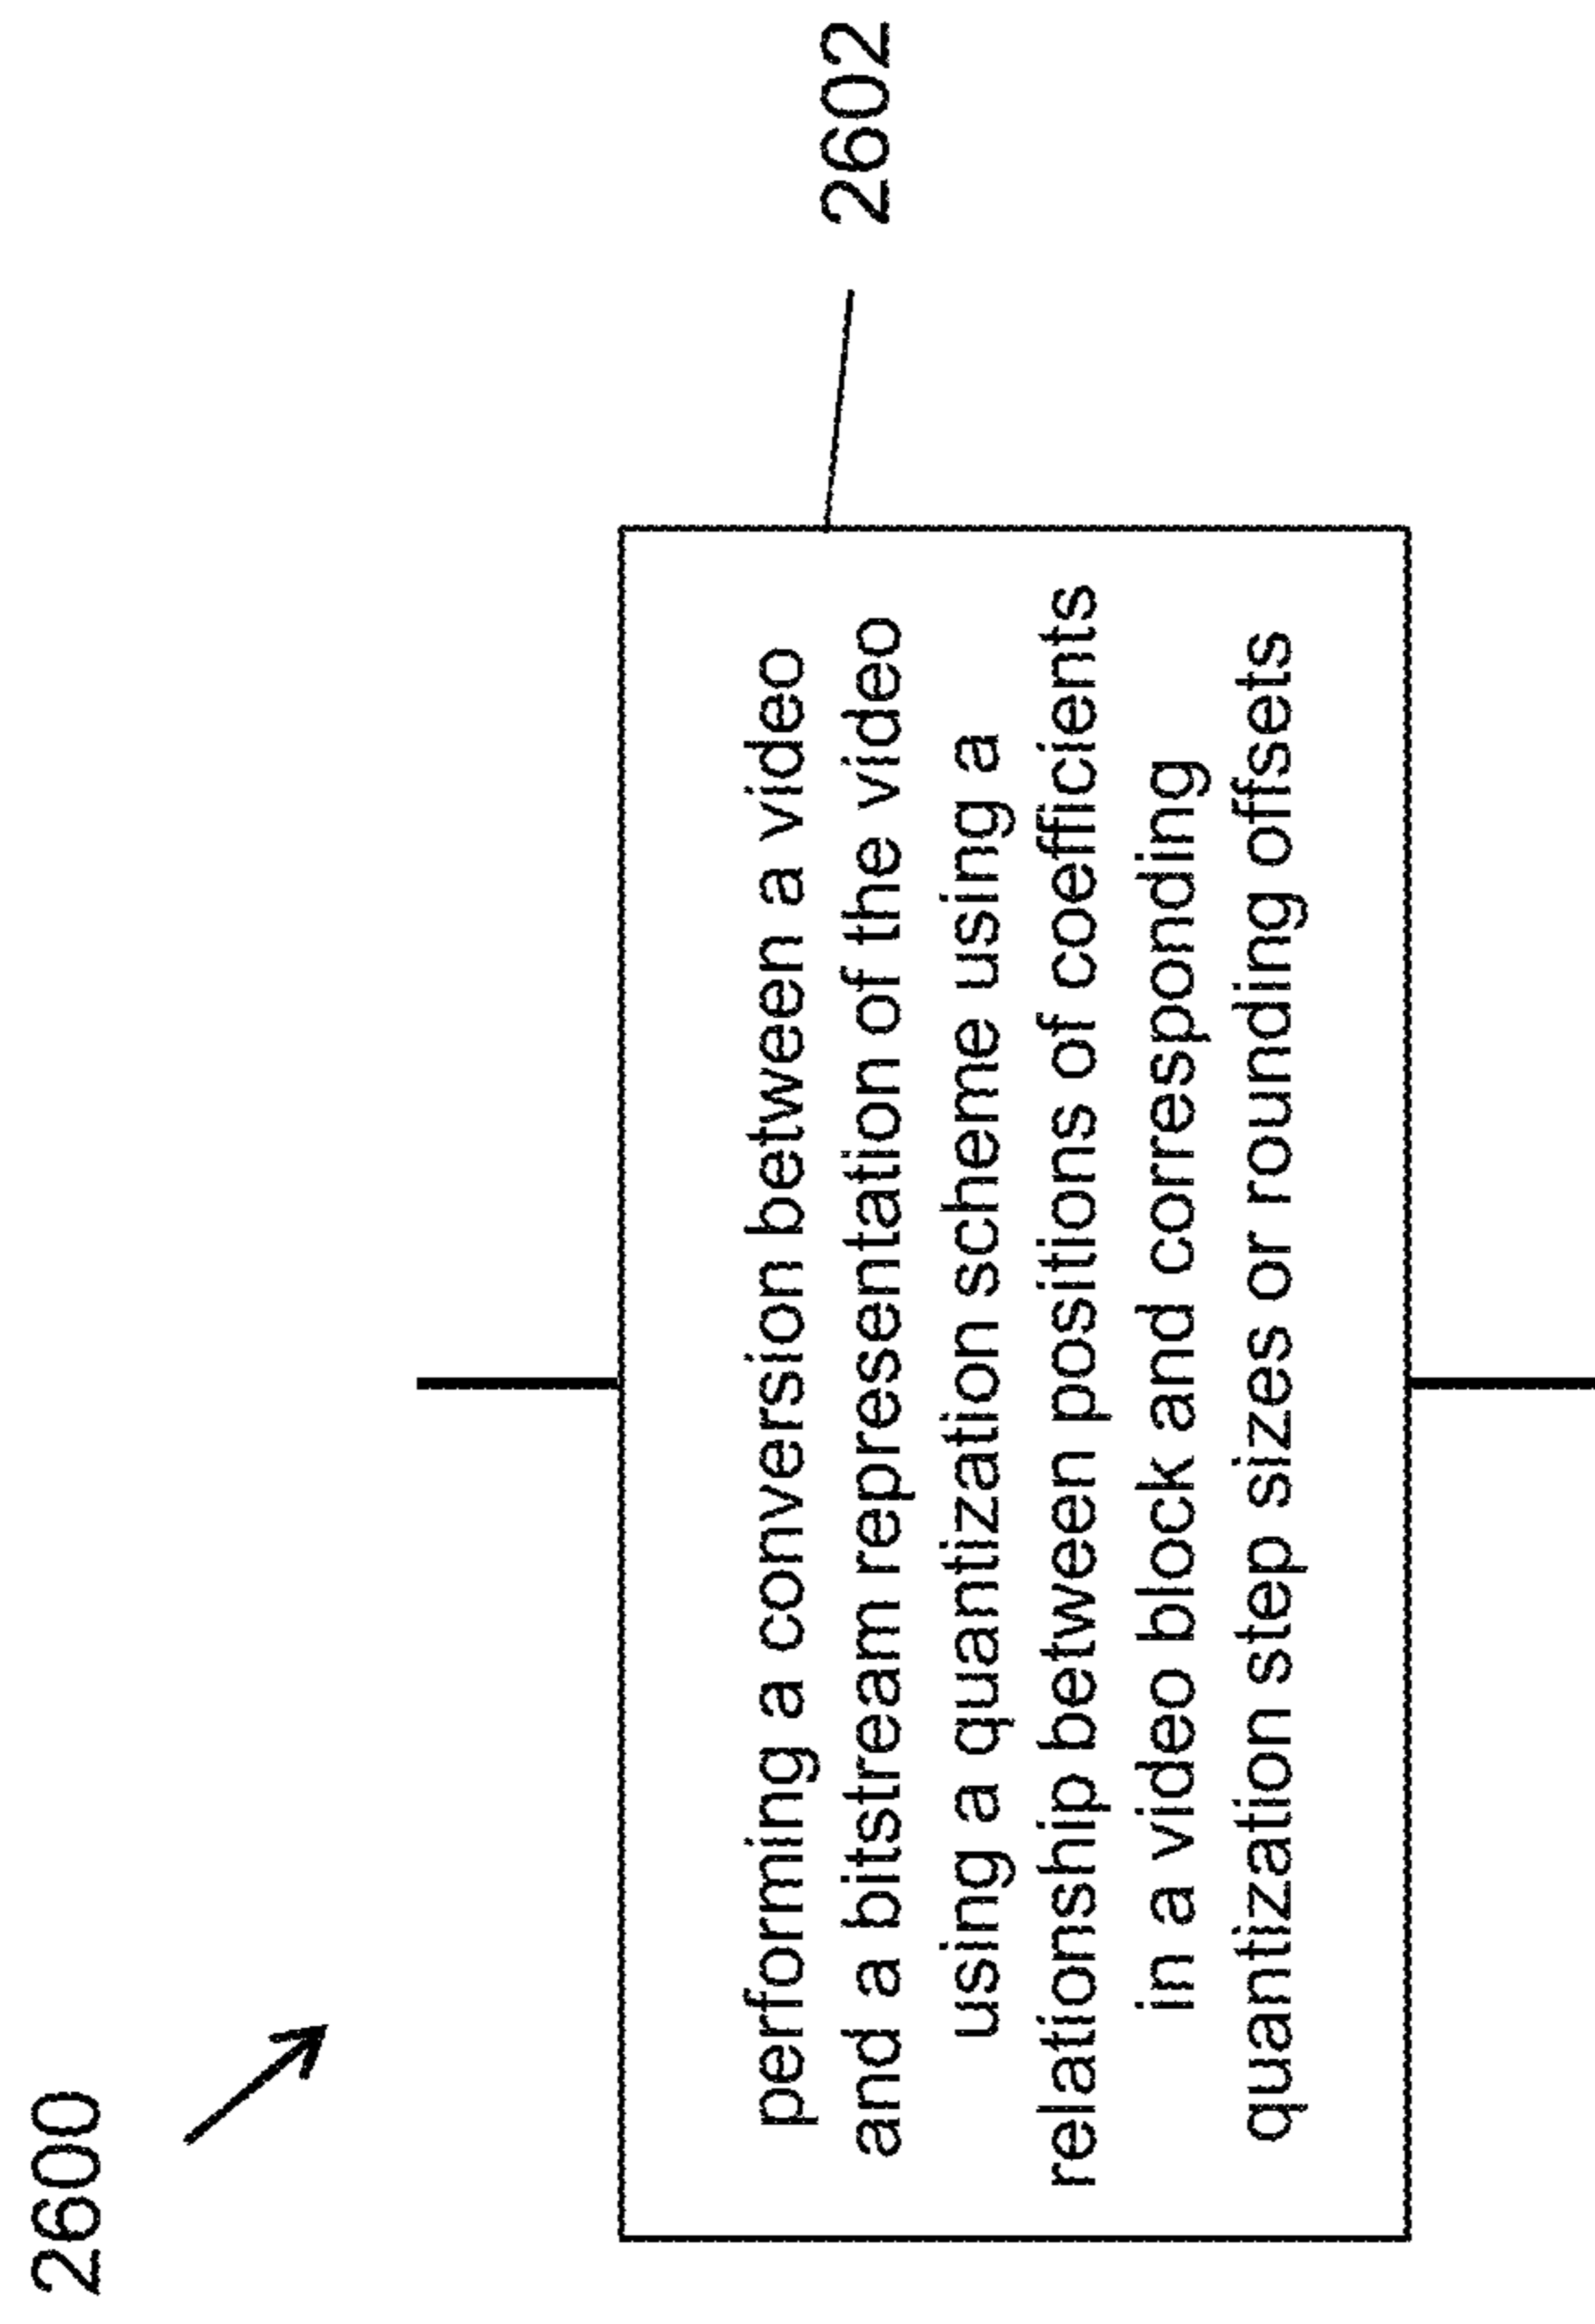 2600
performing a conversion between a video
and a bitstream representation of the video
using a quantization scheme using a
relationship between positions of coefficients
in a video block and corresponding
quantization step sizes or rounding offsets
2602